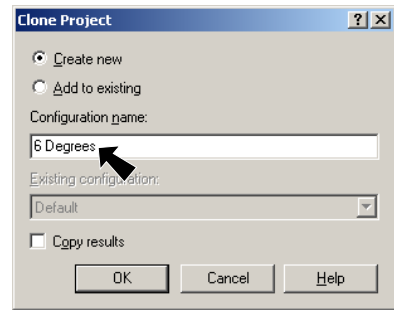 Clone Project
Create new
Add to existing
Configuration name:
6 Degrees
Existing configuration:
Default
Copy results
OK Cancel Help